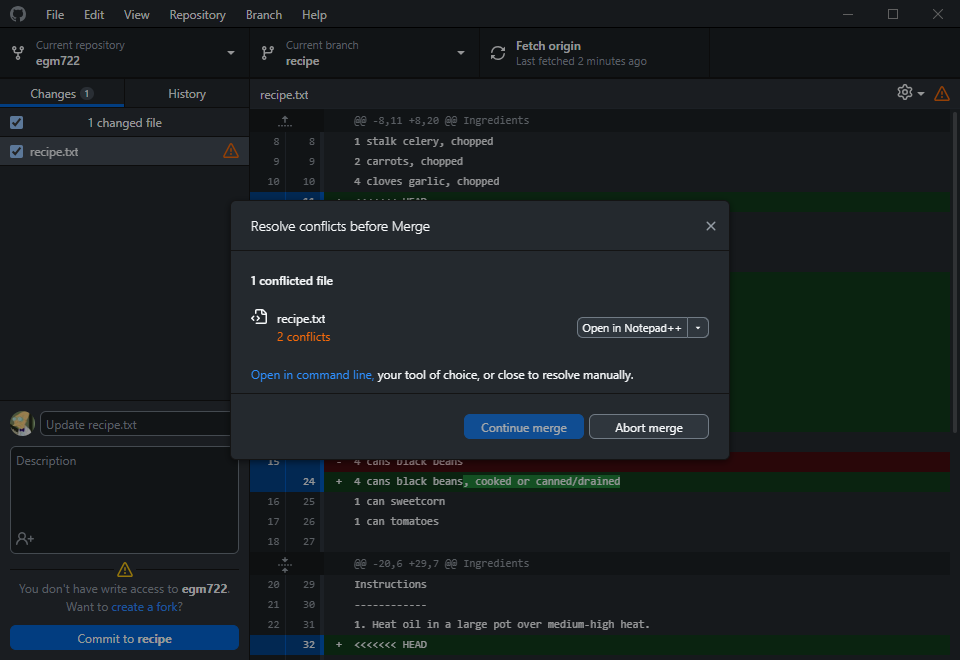 File Edit View Repository Branch Help
Current repository
egm722
Current branch
recipe
Fetch origin
Last fetched 2 minutes ago
Changes 1
History
1 changed file
recipe.txt
recipe.txt
@@ -8,11 +8,20 @@ Ingredients
8 8 1 stalk celery, chopped
9 9 2 carrots, chopped
10 10 4 cloves garlic, chopped
Resolve conflicts before Merge
1 conflicted file
recipe.txt
2 conflicts
Open in Notepad++
Open in command line, your tool of choice, or close to resolve manually.
Continue merge
Abort merge
15 - 4 cans black beans
24 + 4 cans black beans, cooked or canned/drained
16 25 1 can sweetcorn
17 26 1 can tomatoes
18 27
@@ -20,6 +29,7 @@ Ingredients
20 29 Instructions
21 30 ------------
22 31 1. Heat oil in a large pot over medium-high heat.
32 + <<<<<<< HEAD
Update recipe.txt
Description
You don't have write access to egm722.
Want to create a fork?
Commit to recipe